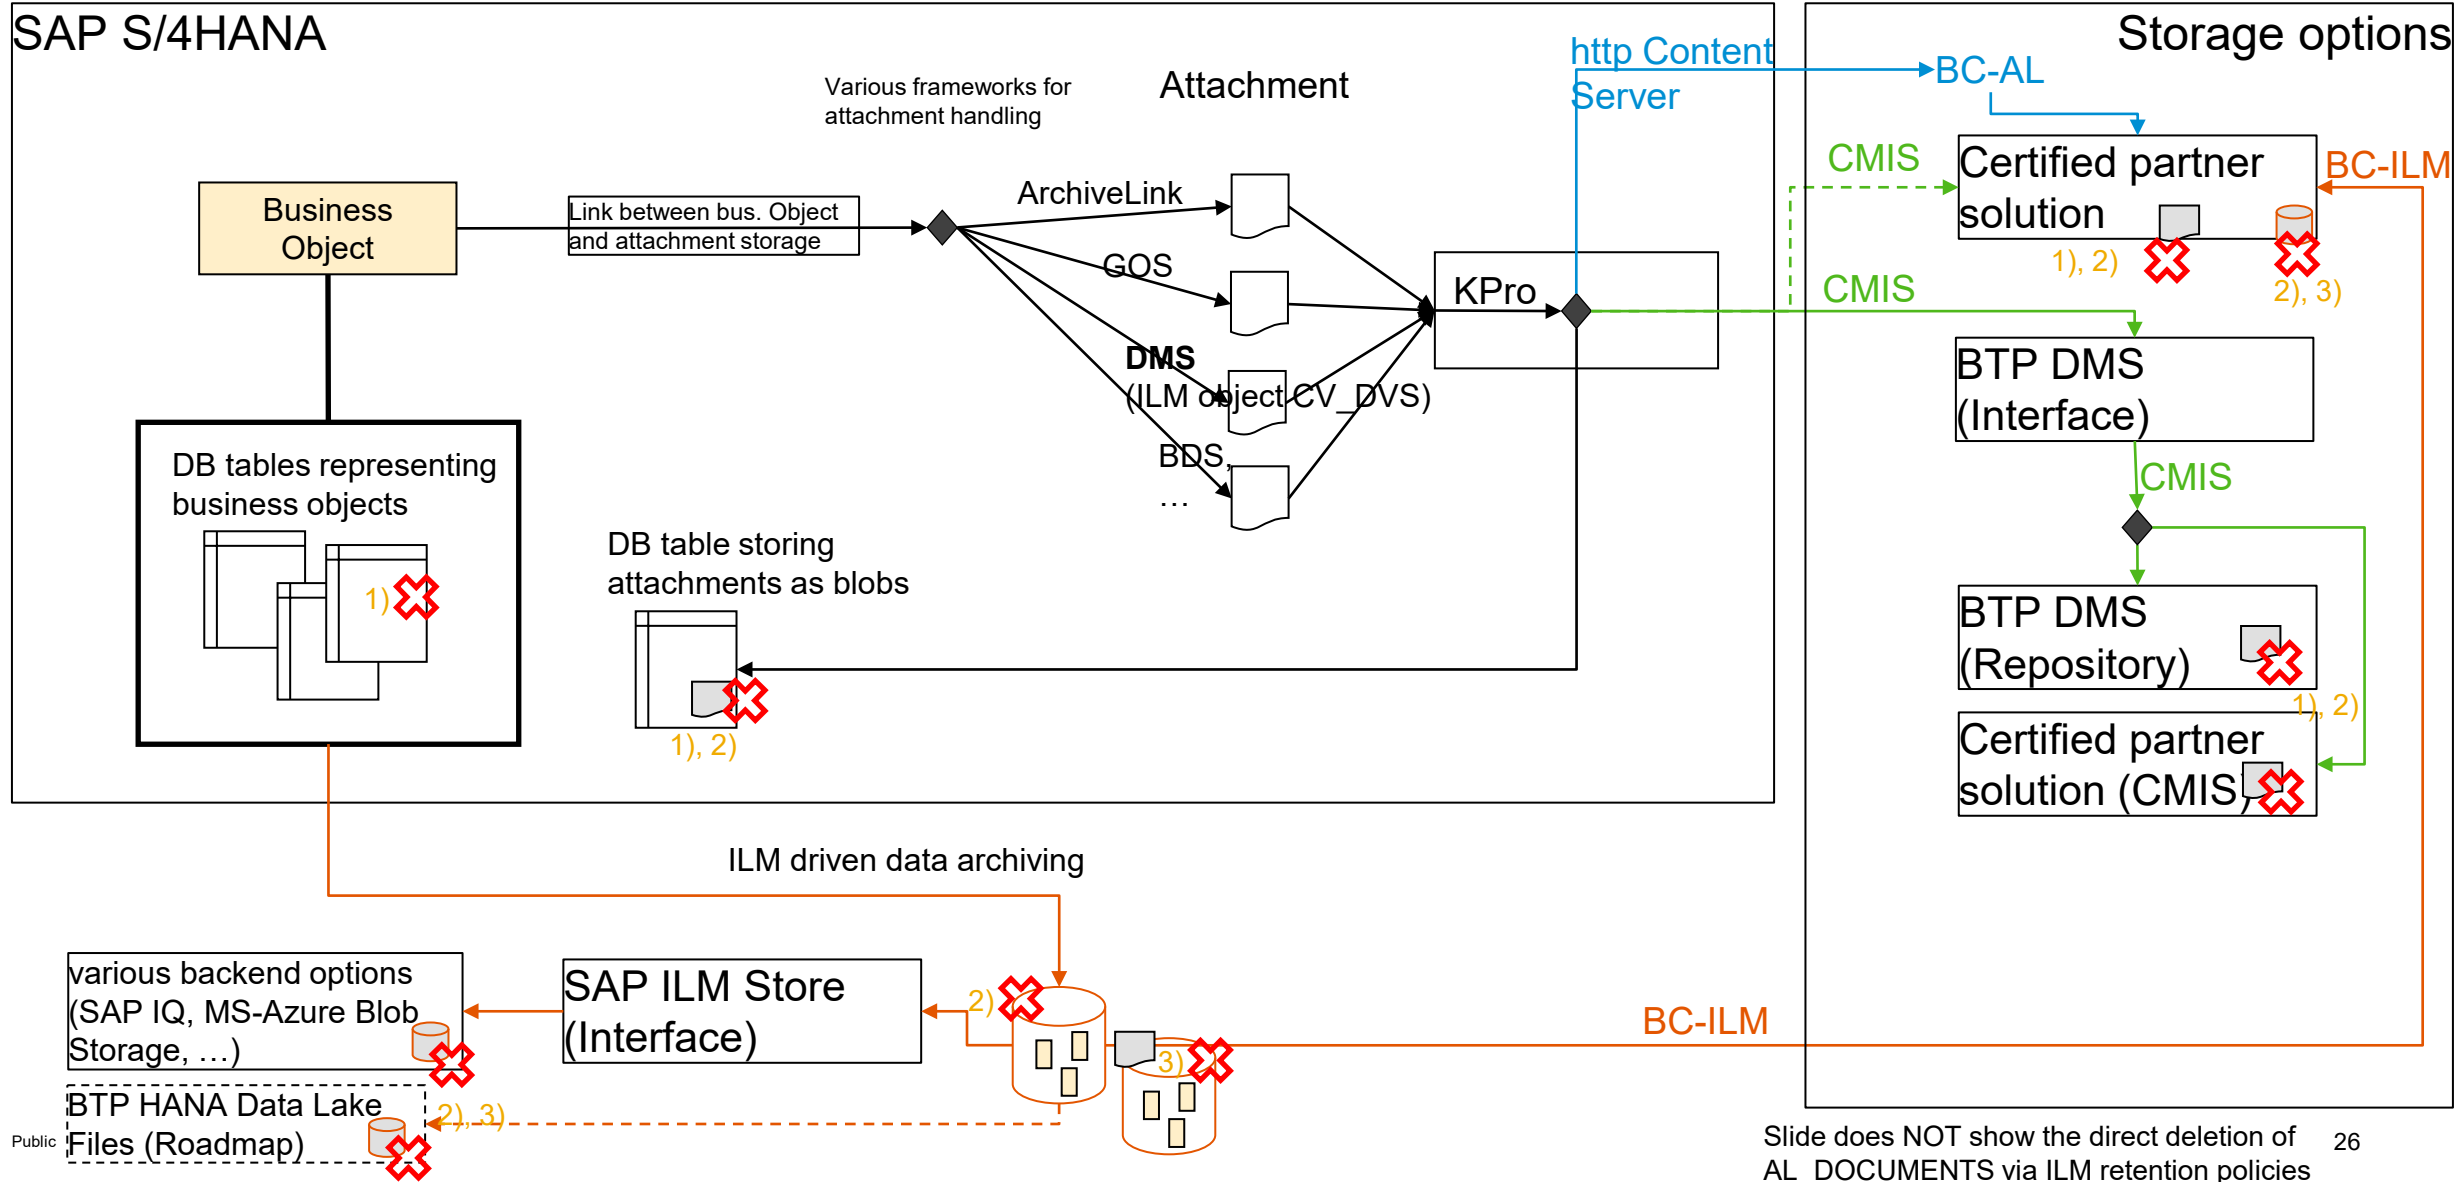 SAP S/4HANA
Storage options
http Content
Server
BC-AL
Various frameworks for
attachment handling
Attachment
CMIS
Certified partner
solution
BC-ILM
1), 2)
2), 3)
Business
Object
Link between bus. Object
and attachment storage
ArchiveLink
GOS
DMS
(ILM object CV_DVS)
BDS,
…
KPro
CMIS
BTP DMS
(Interface)
CMIS
BTP DMS
(Repository)
1), 2)
Certified partner
solution (CMIS)
DB tables representing
business objects
1)
DB table storing
attachments as blobs
1), 2)
ILM driven data archiving
various backend options
(SAP IQ, MS-Azure Blob
Storage, …)
SAP ILM Store
(Interface)
2)
3)
BC-ILM
BTP HANA Data Lake
Files (Roadmap)
2), 3)
Public
Slide does NOT show the direct deletion of
AL_DOCUMENTS via ILM retention policies
26